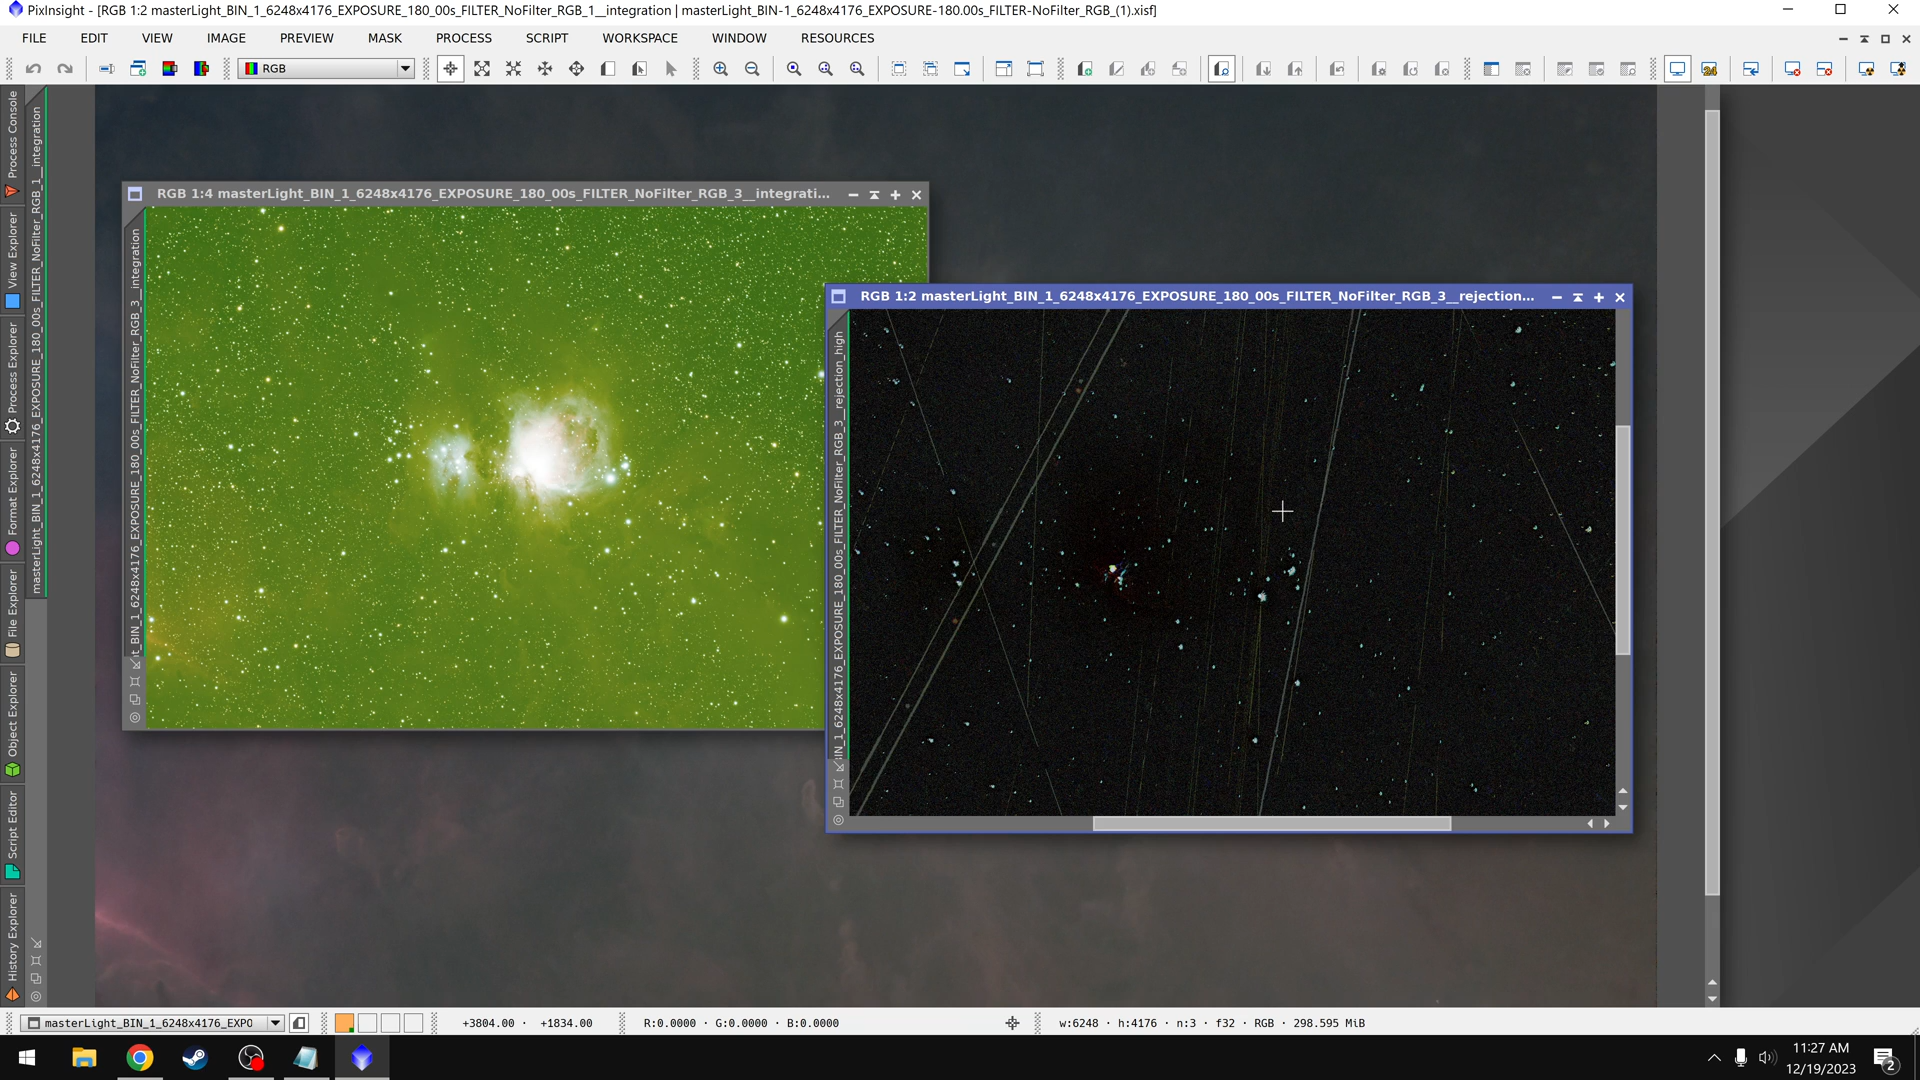 PixInsight - [RGB 1:2 masterLight_BIN_1_6248x4176_EXPOSURE_180_00s_FILTER_NoFilter_RGB_1__integration | masterLight_BIN-1_6248x4176_EXPOSURE-180.00s_FILTER-NoFilter_RGB_(1).xisf]
FILE EDIT VIEW IMAGE PREVIEW MASK PROCESS SCRIPT WORKSPACE WINDOW RESOURCES
RGB
24
Process Console
View Explorer
Process Explorer
Format Explorer
File Explorer
Object Explorer
Script Editor
History Explorer
masterLight_BIN_1_6248x4176_EXPOSURE_180_00s_FILTER_NoFilter_RGB_1__integration
RGB 1:4 masterLight_BIN_1_6248x4176_EXPOSURE_180_00s_FILTER_NoFilter_RGB_3__integrati...
t_BIN_1_6248x4176_EXPOSURE_180_00s_FILTER_NoFilter_RGB_3__integration
RGB 1:2 masterLight_BIN_1_6248x4176_EXPOSURE_180_00s_FILTER_NoFilter_RGB_3__rejection...
BIN_1_6248x4176_EXPOSURE_180_00s_FILTER_NoFilter_RGB_3__rejection_high
masterLight_BIN_1_6248x4176_EXPO
+3804.00 · +1834.00
R:0.0000 · G:0.0000 · B:0.0000
w:6248 · h:4176 · n:3 · f32 · RGB · 298.595 MiB
11:27 AM
12/19/2023
2